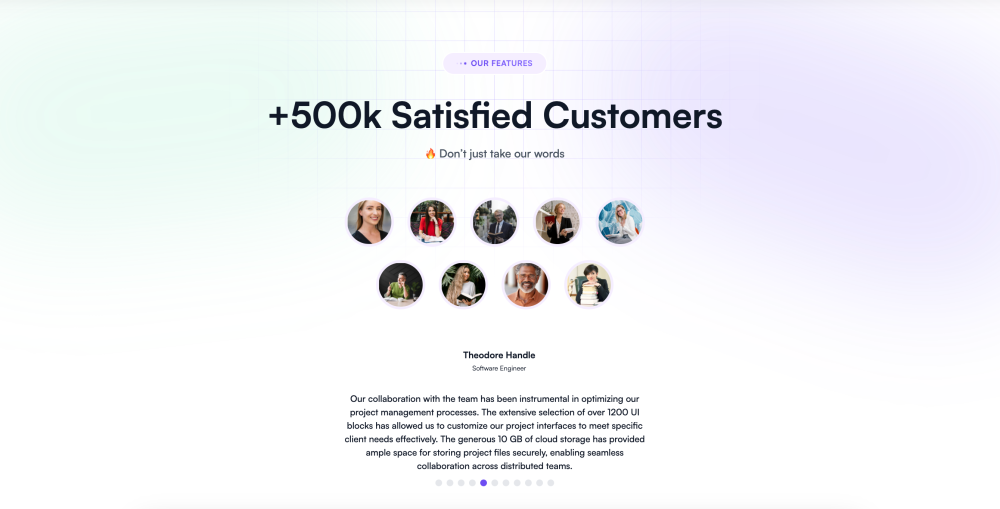 OUR FEATURES
+500k Satisfied Customers
🔥 Don't just take our words
Theodore Handle
Software Engineer
Our collaboration with the team has been instrumental in optimizing our
project management processes. The extensive selection of over 1200 UI
blocks has allowed us to customize our project interfaces to meet specific
client needs effectively. The generous 10 GB of cloud storage has provided
ample space for storing project files securely, enabling seamless
collaboration across distributed teams.